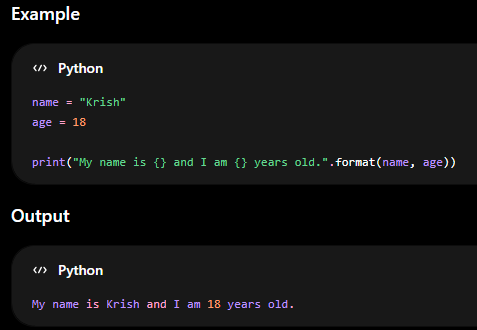 Example
</> Python
name = "Krish"
age = 18
print("My name is {} and I am {} years old.".format(name, age))
Output
</> Python
My name is Krish and I am 18 years old.